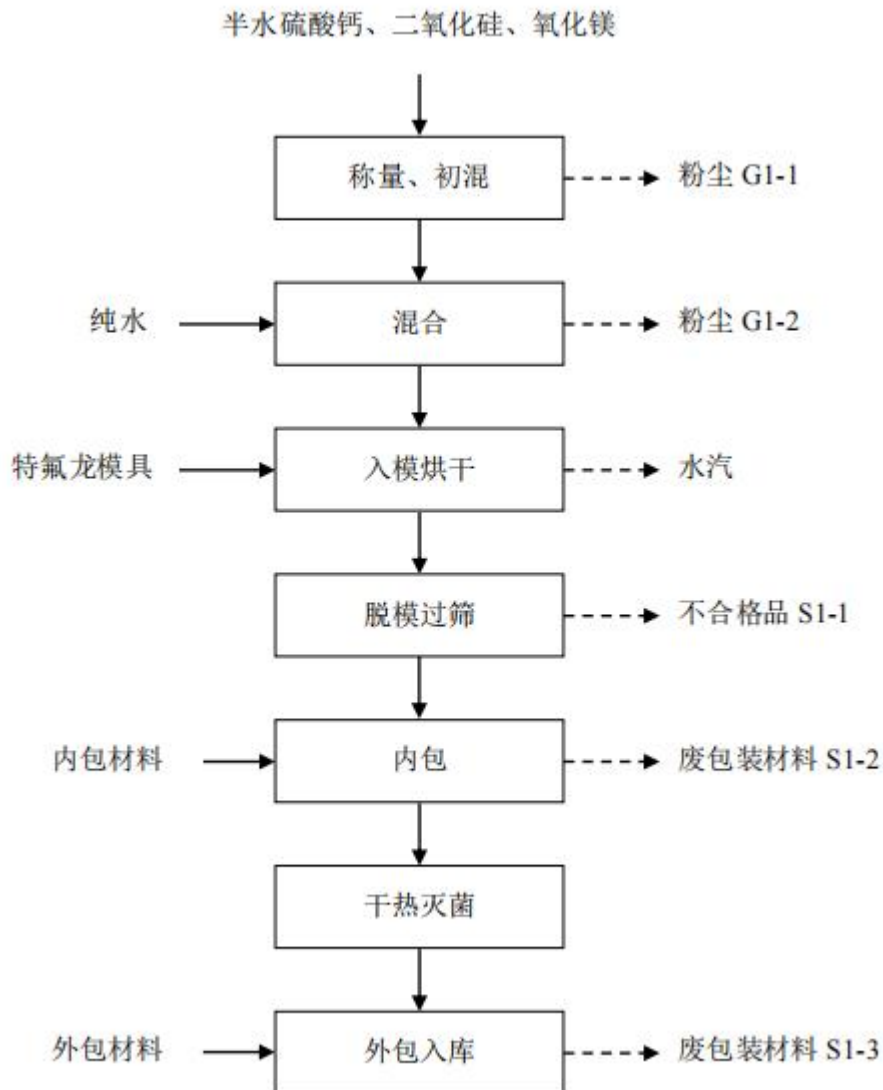 半水硫酸钙、二氧化硅、氧化镁
称量、初混
粉尘 G1-1
纯水
混合
粉尘 G1-2
特氟龙模具
入模烘干
水汽
脱模过筛
不合格品 S1-1
内包材料
内包
废包装材料 S1-2
干热灭菌
外包材料
外包入库
废包装材料 S1-3